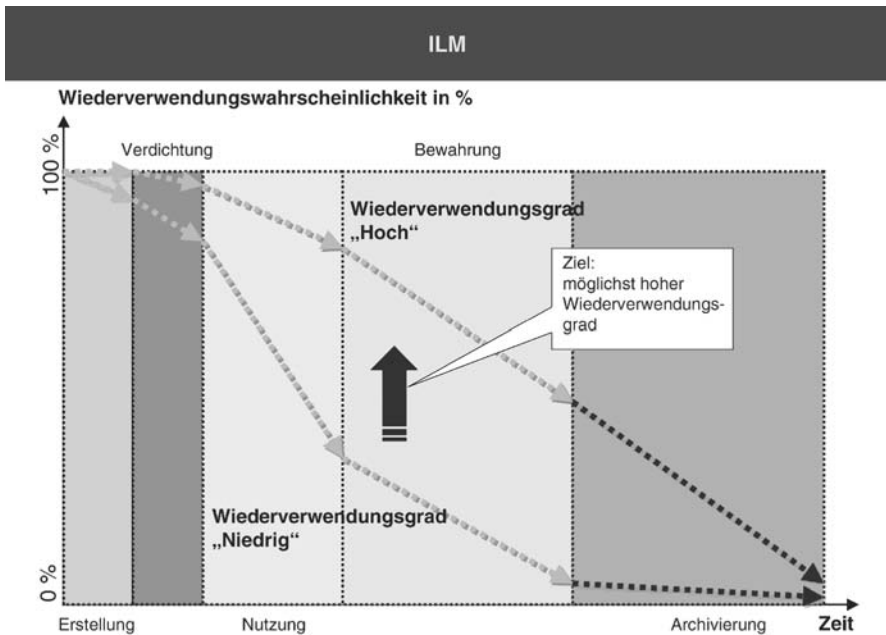 ILM
Wiederverwendungswahrscheinlichkeit in %
100 %
Verdichtung
Bewahrung
Wiederverwendungsgrad
„Hoch“
Ziel:
möglichst hoher
Wiederverwendungs-
grad
Wiederverwendungsgrad
„Niedrig“
0 %
Erstellung
Nutzung
Archivierung
Zeit